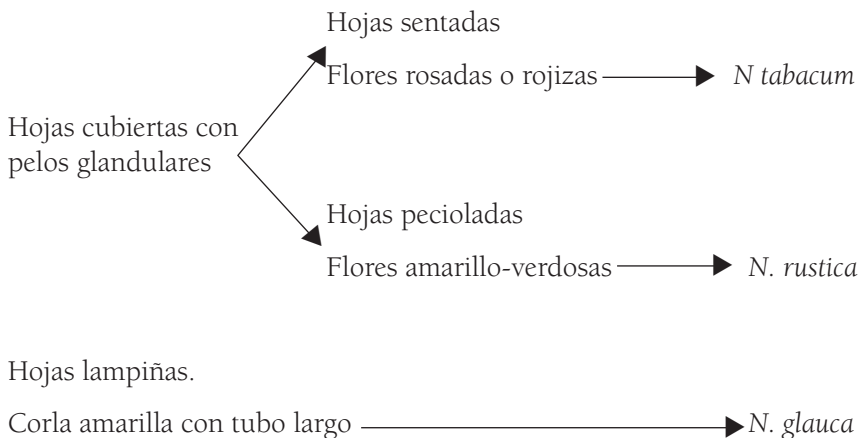 Hojas sentadas
Flores rosadas o rojizas N tabacum
Hojas cubiertas con
pelos glandulares
Hojas pecioladas
Flores amarillo-verdosas N. rustica
Hojas lampiñas.
Corla amarilla con tubo largo N. glauca